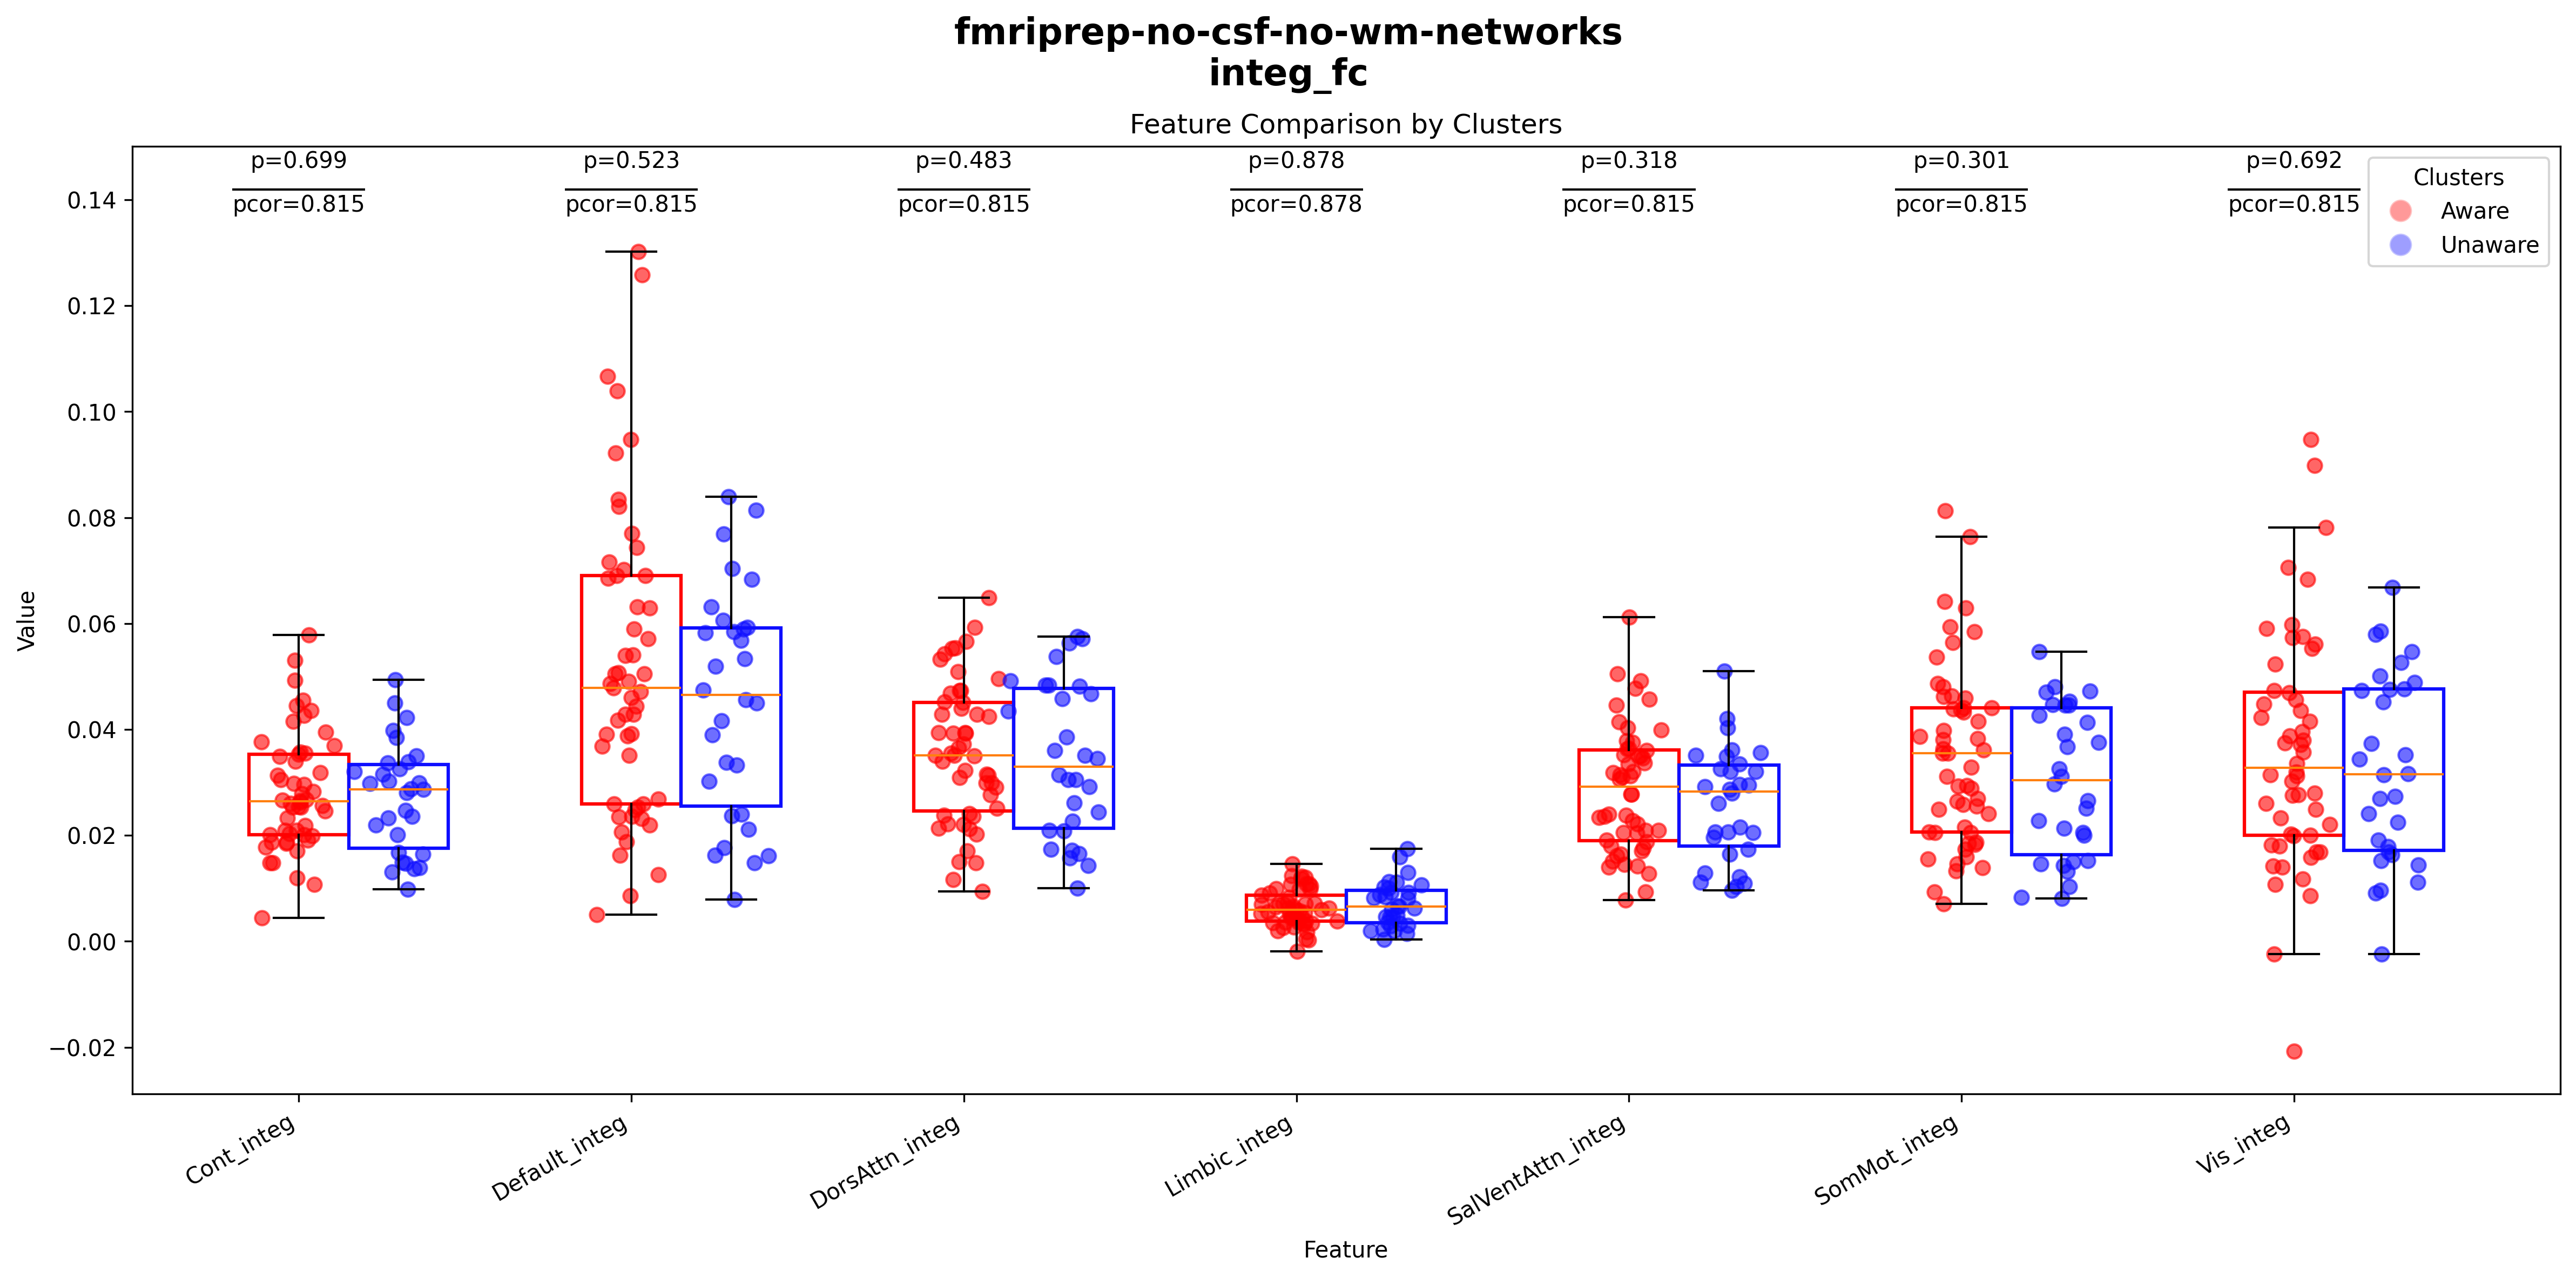 fmriprep-no-csf-no-wm-networks
integ_fc
Feature Comparison by Clusters
p=0.699 p=0.523 p=0.483 p=0.878 p=0.318 p=0.301 p=0.692
pcor=0.815 pcor=0.815 pcor=0.815 pcor=0.878 pcor=0.815 pcor=0.815 pcor=0.815
Clusters
Aware
Unaware
0.14
0.12
0.10
0.08
0.06
0.04
0.02
0.00
−0.02
Value
Cont_integ Default_integ DorsAttn_integ Limbic_integ SalVentAttn_integ SomMot_integ Vis_integ
Feature